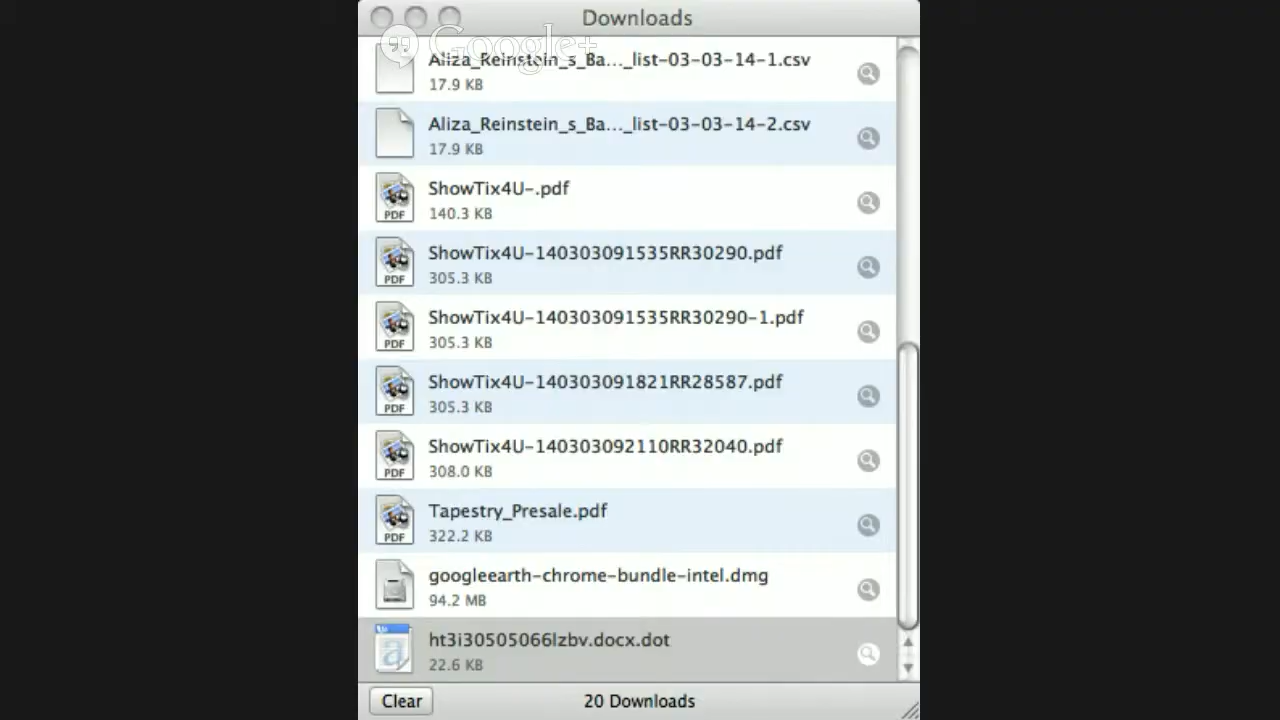 Downloads
Google+
Aliza_Reinstein_s_Ba..._list-03-03-14-1.csv
17.9 KB
Aliza_Reinstein_s_Ba..._list-03-03-14-2.csv
17.9 KB
PDF
ShowTix4U-.pdf
140.3 KB
PDF
ShowTix4U-140303091535RR30290.pdf
305.3 KB
PDF
ShowTix4U-140303091535RR30290-1.pdf
305.3 KB
PDF
ShowTix4U-140303091821RR28587.pdf
305.3 KB
PDF
ShowTix4U-140303092110RR32040.pdf
308.0 KB
PDF
Tapestry_Presale.pdf
322.2 KB
googleearth-chrome-bundle-intel.dmg
94.2 MB
ht3i30505066lzbv.docx.dot
22.6 KB
Clear
20 Downloads